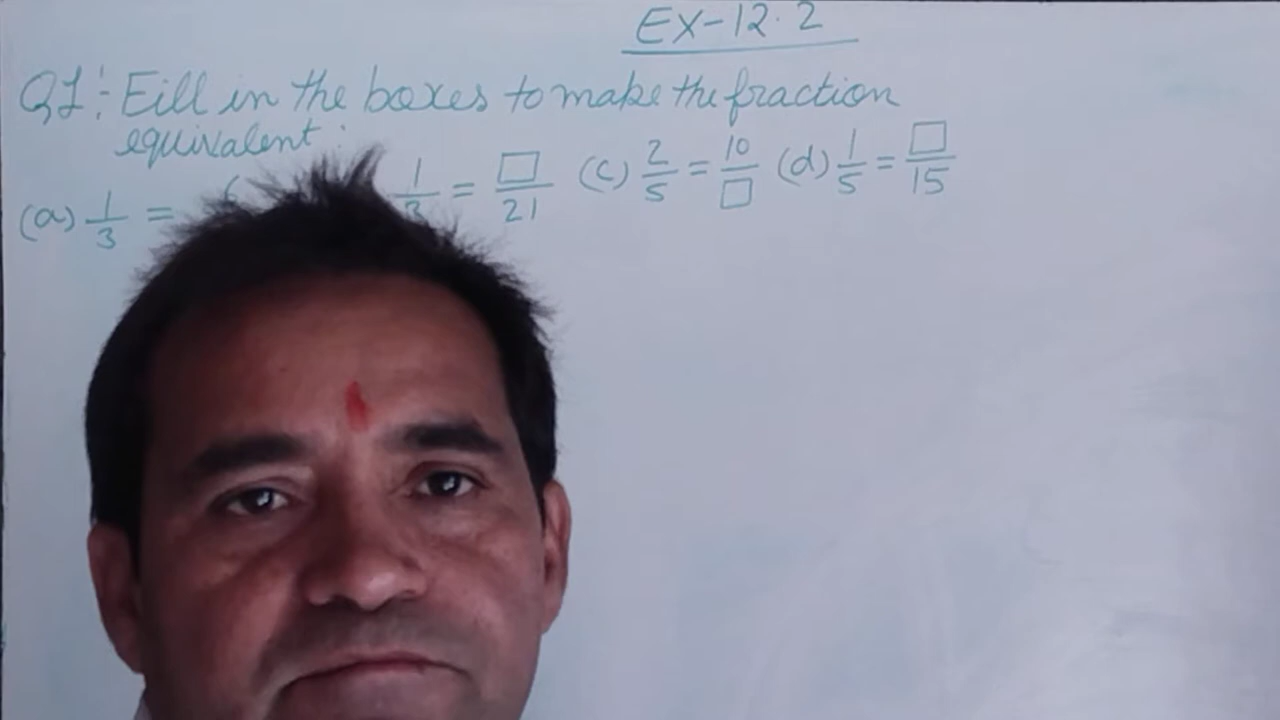 Ex-12.2
Q1:- Fill in the boxes to make the fraction
equivalent:
(a) 1/3 = 6 1/3 = □/21 (c) 2/5 = 10/□ (d) 1/5 = □/15